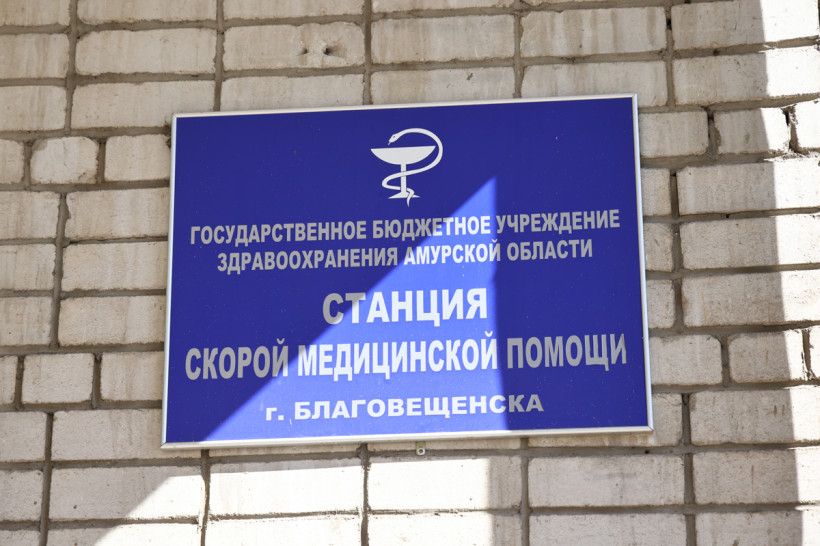 ГОСУДАРСТВЕННОЕ БЮДЖЕТНОЕ УЧРЕЖДЕНИЕ
ЗДРАВООХРАНЕНИЯ АМУРСКОЙ ОБЛАСТИ
СТАНЦИЯ
СКОРОЙ МЕДИЦИНСКОЙ ПОМОЩИ
г. БЛАГОВЕЩЕНСКА